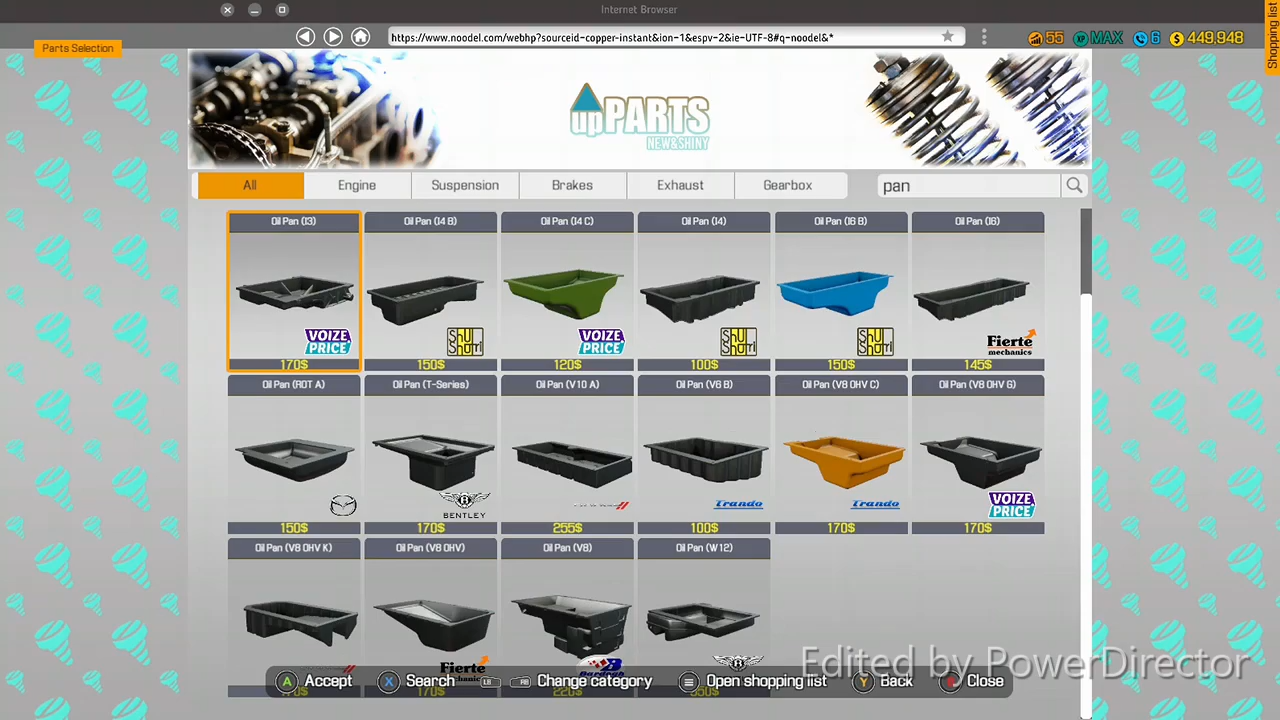 Internet Browser
Shopping list
Parts Selection
https://www.noodel.com/webhp?sourceid-copper-instant&ion-1&espv-2&ie-UTF-8#q-noodel&*
55 XP MAX 6 $ 449,948
upPARTS
NEW&SHINY
All Engine Suspension Brakes Exhaust Gearbox pan
Oil Pan (I3) Oil Pan (I4 B) Oil Pan (I4 C) Oil Pan (I4) Oil Pan (I6 B) Oil Pan (I6)
VOIZE PRICE
VOIZE PRICE
Fierte
mechanics
170$ 150$ 120$ 100$ 150$ 145$
Oil Pan (ROT A) Oil Pan (T-Series) Oil Pan (V10 A) Oil Pan (V6 B) Oil Pan (V8 OHV C) Oil Pan (V8 OHV G)
BENTLEY
Trando
Trando
VOIZE PRICE
150$ 170$ 255$ 100$ 170$ 170$
Oil Pan (V8 OHV K) Oil Pan (V8 OHV) Oil Pan (V8) Oil Pan (W12)
Fierte
A Accept X Search LB RB Change category Open shopping list Y Back Close
170$ 220$
Edited by PowerDirector